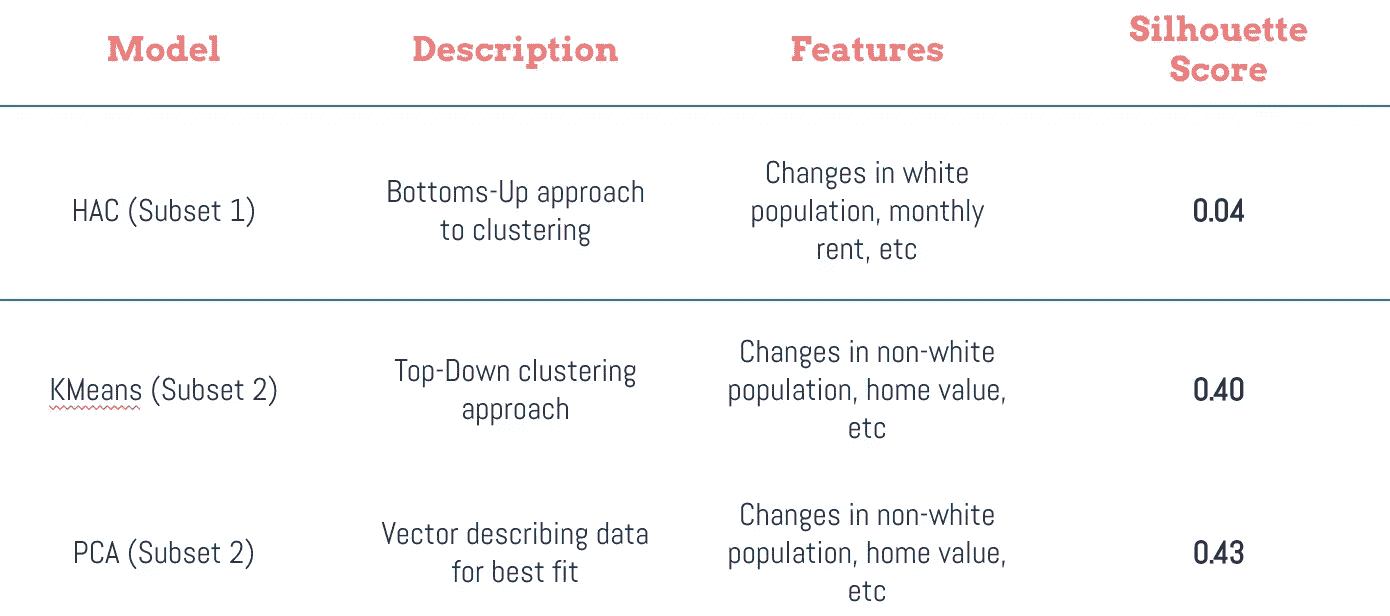 Model Description Features Silhouette
Score
HAC (Subset 1)
Bottoms-Up approach
to clustering
Changes in white
population, monthly
rent, etc
0.04
KMeans (Subset 2)
Top-Down clustering
approach
Changes in non-white
population, home value,
etc
0.40
PCA (Subset 2)
Vector describing data
for best fit
Changes in non-white
population, home value,
etc
0.43